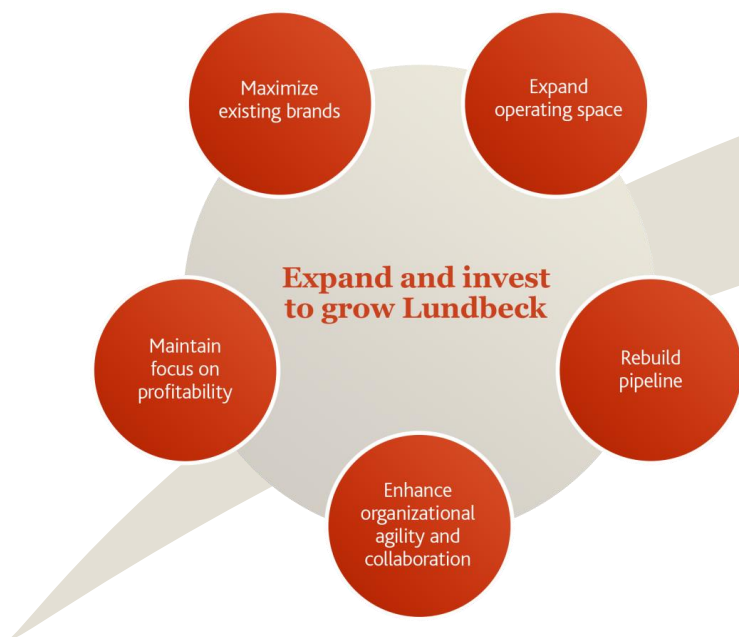 Maximize
existing brands
Expand
operating space
Expand and invest
to grow Lundbeck
Maintain
focus on
profitability
Rebuild
pipeline
Enhance
organizational
agility and
collaboration